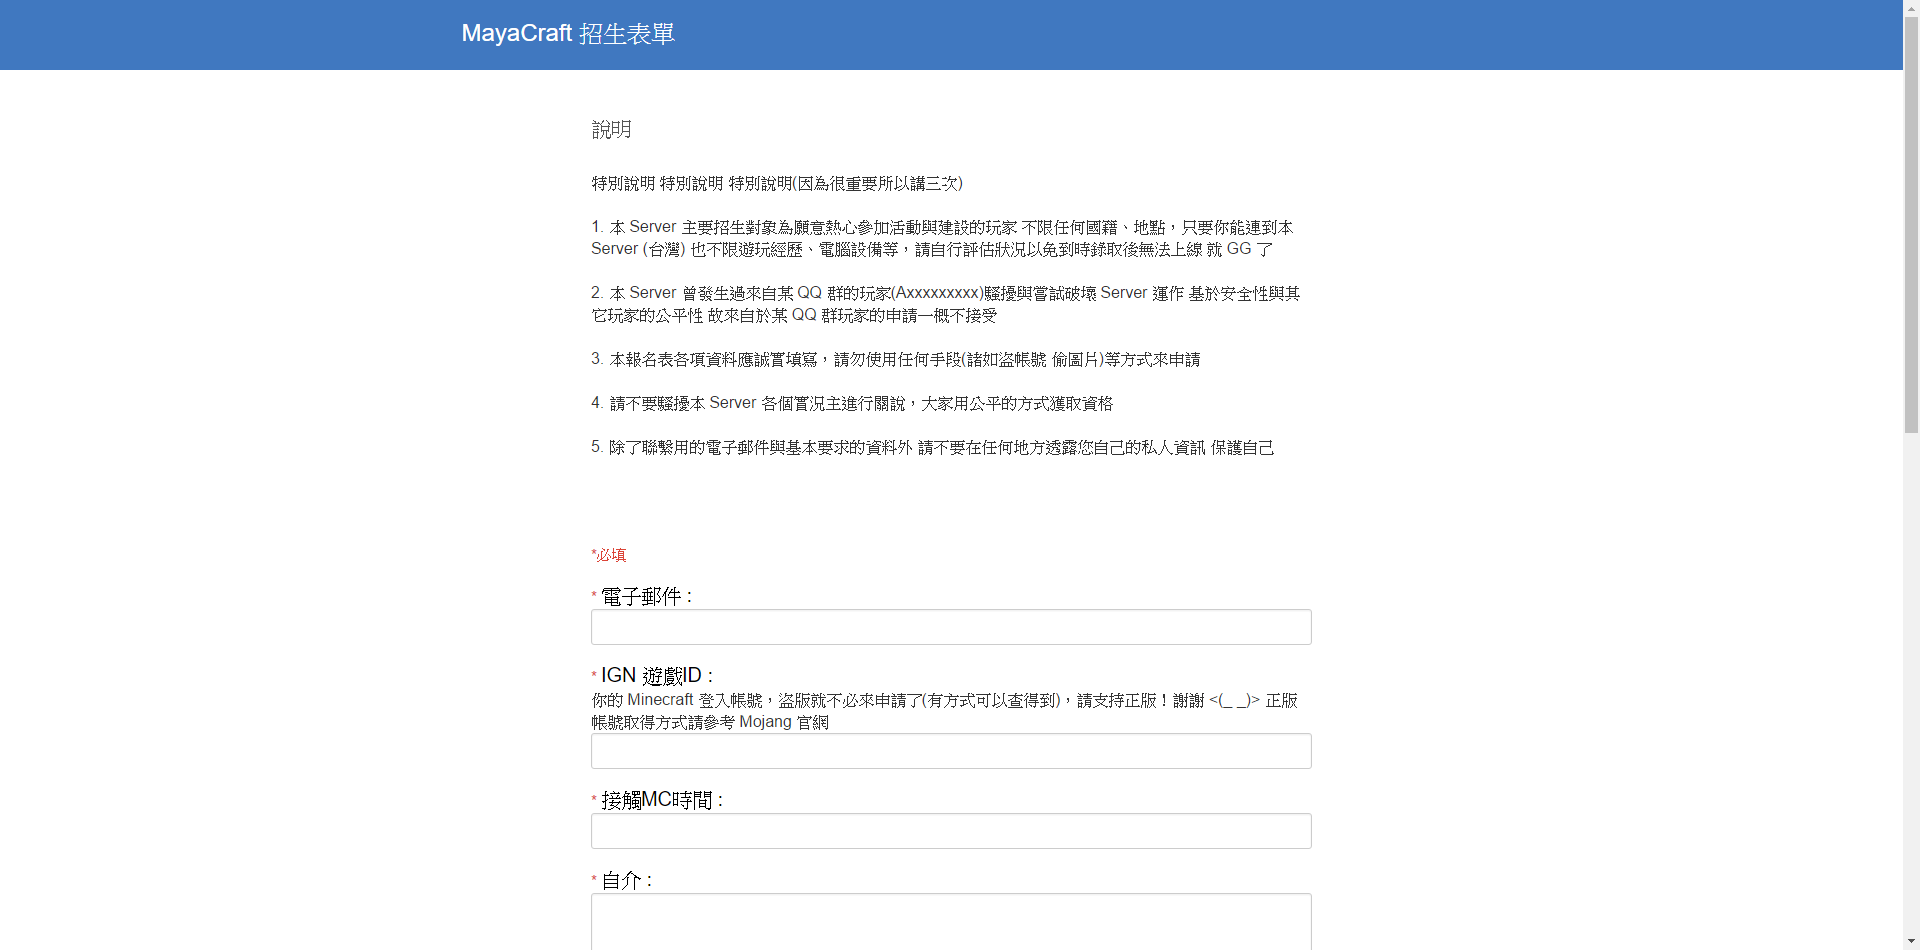 MayaCraft 招生表單
說明
特別說明 特別說明 特別說明(因為很重要所以講三次)
1. 本 Server 主要招生對象為願意熱心參加活動與建設的玩家 不限任何國籍、地點，只要你能連到本
Server (台灣) 也不限遊玩經歷、電腦設備等，請自行評估狀況以免到時錄取後無法上線 就 GG 了
2. 本 Server 曾發生過來自某 QQ 群的玩家(Axxxxxxxxx)騷擾與嘗試破壞 Server 運作 基於安全性與其
它玩家的公平性 故來自於某 QQ 群玩家的申請一概不接受
3. 本報名表各項資料應誠實填寫，請勿使用任何手段(諸如盜帳號 偷圖片)等方式來申請
4. 請不要騷擾本 Server 各個實況主進行關說，大家用公平的方式獲取資格
5. 除了聯繫用的電子郵件與基本要求的資料外 請不要在任何地方透露您自己的私人資訊 保護自己
*必填
* 電子郵件 :
* IGN 遊戲ID :
你的 Minecraft 登入帳號，盜版就不必來申請了(有方式可以查得到)，請支持正版！謝謝 <(_ _)> 正版
帳號取得方式請參考 Mojang 官網
* 接觸MC時間 :
* 自介 :